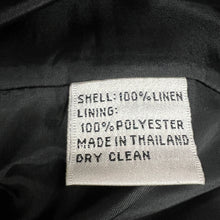 SHELL: 100% LINEN
LINING:
100% POLYESTER
MADE IN THAILAND
DRY CLEAN